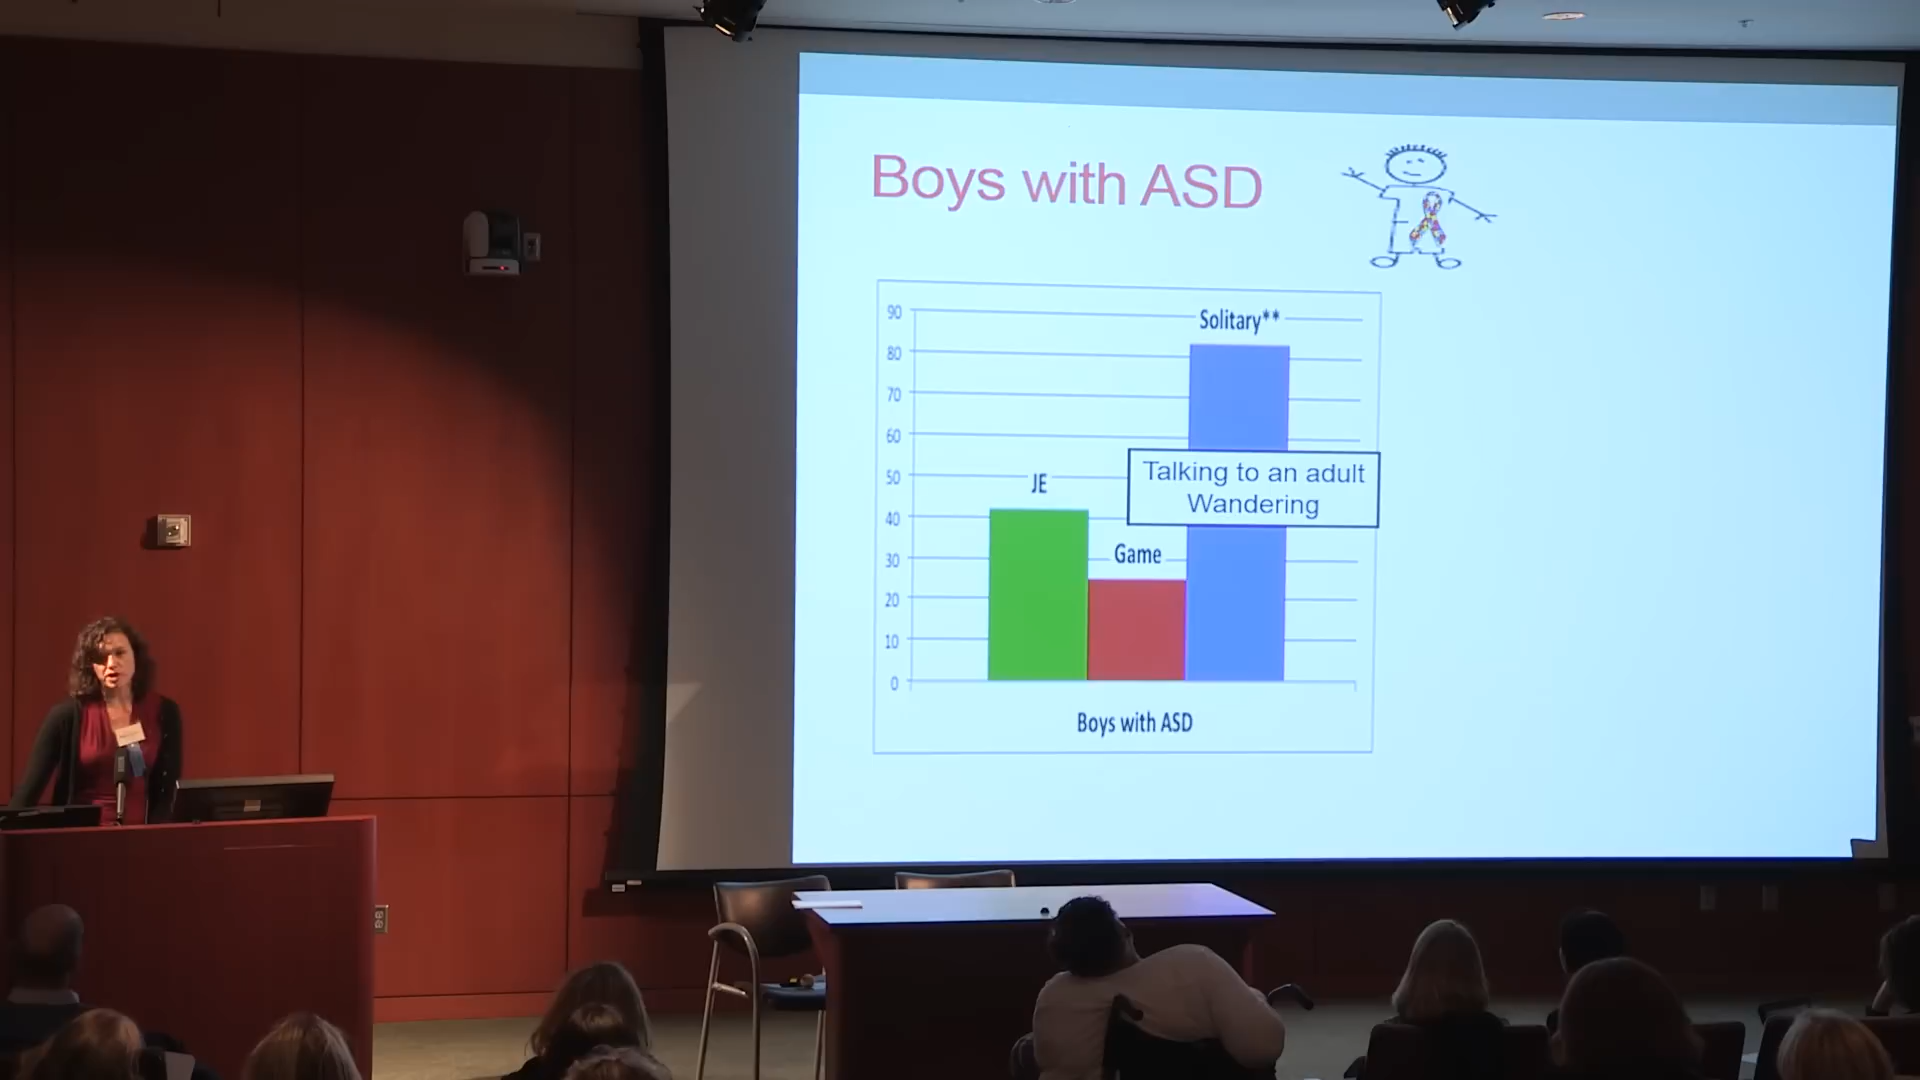 Boys with ASD
90
80
70
60
50
40
30
20
10
0
Solitary**
JE
Game
Talking to an adult
Wandering
Boys with ASD